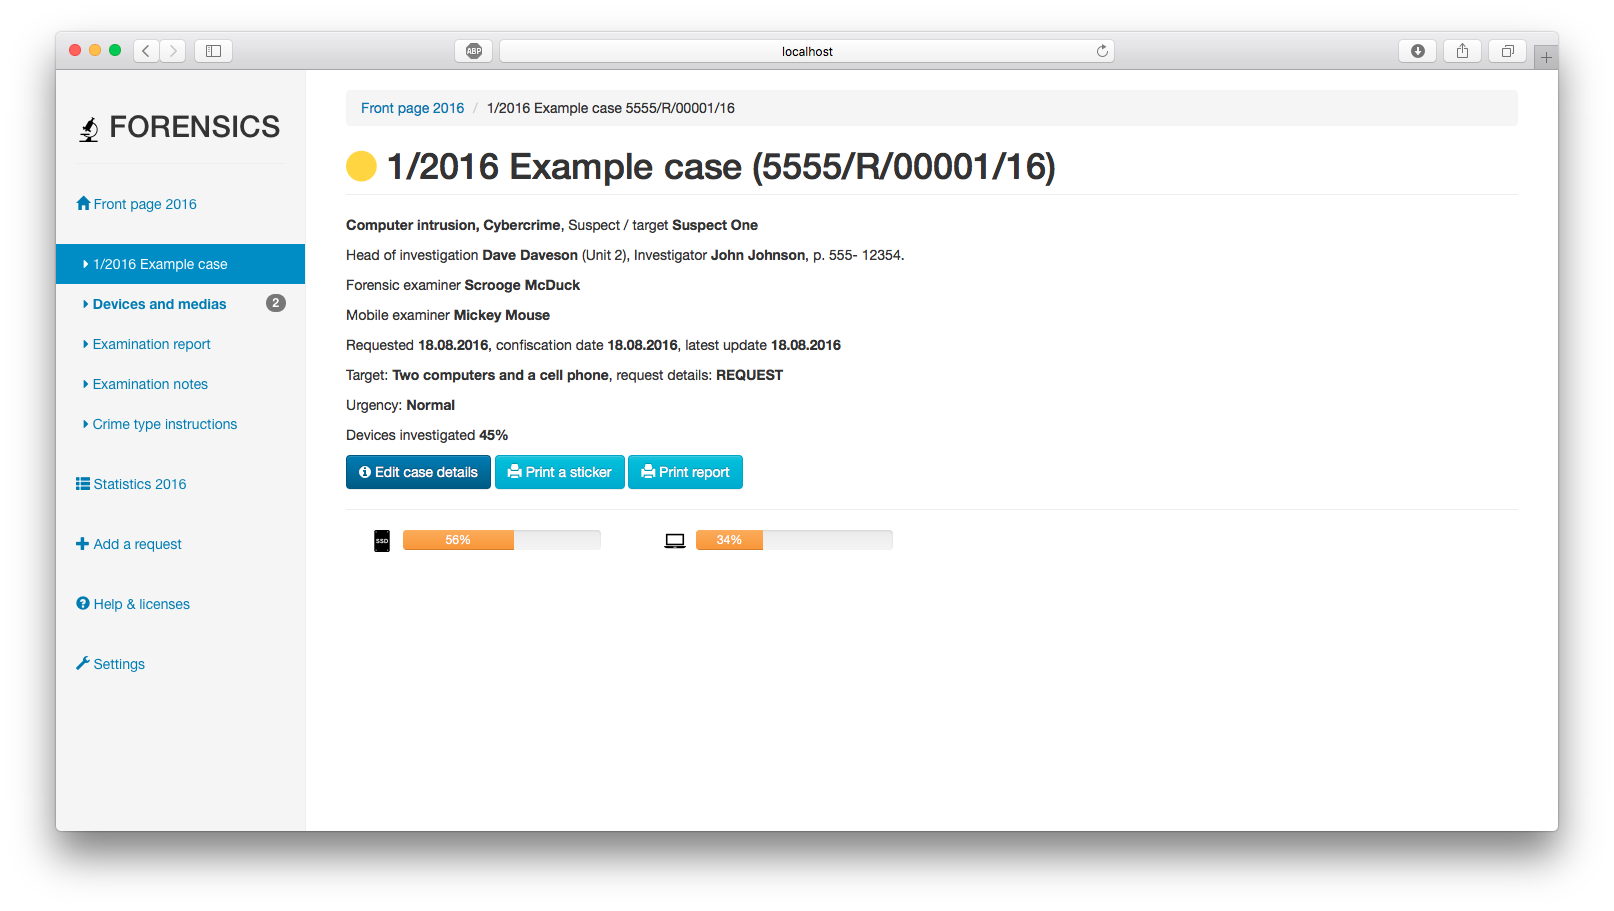 ABP
localhost
FORENSICS
Front page 2016
1/2016 Example case
Devices and medias 2
Examination report
Examination notes
Crime type instructions
Statistics 2016
Add a request
Help & licenses
Settings
Front page 2016 / 1/2016 Example case 5555/R/00001/16
1/2016 Example case (5555/R/00001/16)
Computer intrusion, Cybercrime, Suspect / target Suspect One
Head of investigation Dave Daveson (Unit 2), Investigator John Johnson, p. 555- 12354.
Forensic examiner Scrooge McDuck
Mobile examiner Mickey Mouse
Requested 18.08.2016, confiscation date 18.08.2016, latest update 18.08.2016
Target: Two computers and a cell phone, request details: REQUEST
Urgency: Normal
Devices investigated 45%
Edit case details Print a sticker Print report
SSD 56% 34%